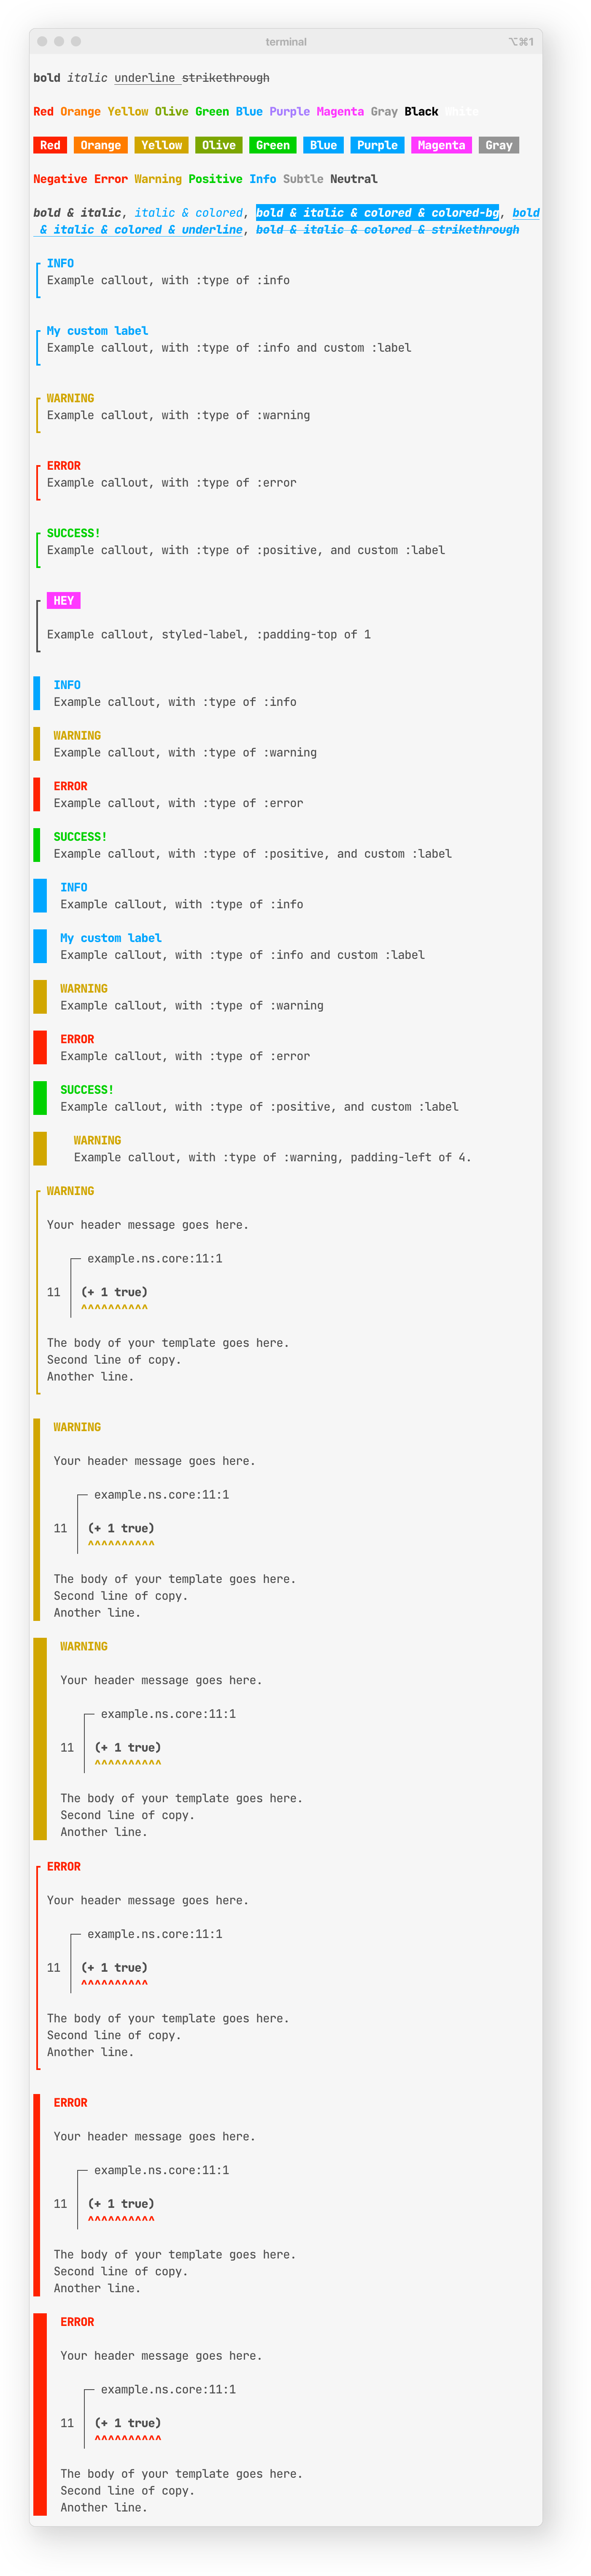 terminal
⌥⌘1
bold italic underline strikethrough
Red Orange Yellow Olive Green Blue Purple Magenta Gray Black White
Red Orange Yellow Olive Green Blue Purple Magenta Gray
Negative Error Warning Positive Info Subtle Neutral
bold & italic, italic & colored, bold & italic & colored & colored-bg, bold
& italic & colored & underline, bold & italic & colored & strikethrough
INFO
Example callout, with :type of :info
My custom label
Example callout, with :type of :info and custom :label
WARNING
Example callout, with :type of :warning
ERROR
Example callout, with :type of :error
SUCCESS!
Example callout, with :type of :positive, and custom :label
HEY
Example callout, styled-label, :padding-top of 1
INFO
Example callout, with :type of :info
WARNING
Example callout, with :type of :warning
ERROR
Example callout, with :type of :error
SUCCESS!
Example callout, with :type of :positive, and custom :label
INFO
Example callout, with :type of :info
My custom label
Example callout, with :type of :info and custom :label
WARNING
Example callout, with :type of :warning
ERROR
Example callout, with :type of :error
SUCCESS!
Example callout, with :type of :positive, and custom :label
WARNING
Example callout, with :type of :warning, padding-left of 4.
WARNING
Your header message goes here.
example.ns.core:11:1
11 (+ 1 true)
^^^^^^^^^^
The body of your template goes here.
Second line of copy.
Another line.
WARNING
Your header message goes here.
example.ns.core:11:1
11 (+ 1 true)
^^^^^^^^^^
The body of your template goes here.
Second line of copy.
Another line.
WARNING
Your header message goes here.
example.ns.core:11:1
11 (+ 1 true)
^^^^^^^^^^
The body of your template goes here.
Second line of copy.
Another line.
ERROR
Your header message goes here.
example.ns.core:11:1
11 (+ 1 true)
^^^^^^^^^^
The body of your template goes here.
Second line of copy.
Another line.
ERROR
Your header message goes here.
example.ns.core:11:1
11 (+ 1 true)
^^^^^^^^^^
The body of your template goes here.
Second line of copy.
Another line.
ERROR
Your header message goes here.
example.ns.core:11:1
11 (+ 1 true)
^^^^^^^^^^
The body of your template goes here.
Second line of copy.
Another line.